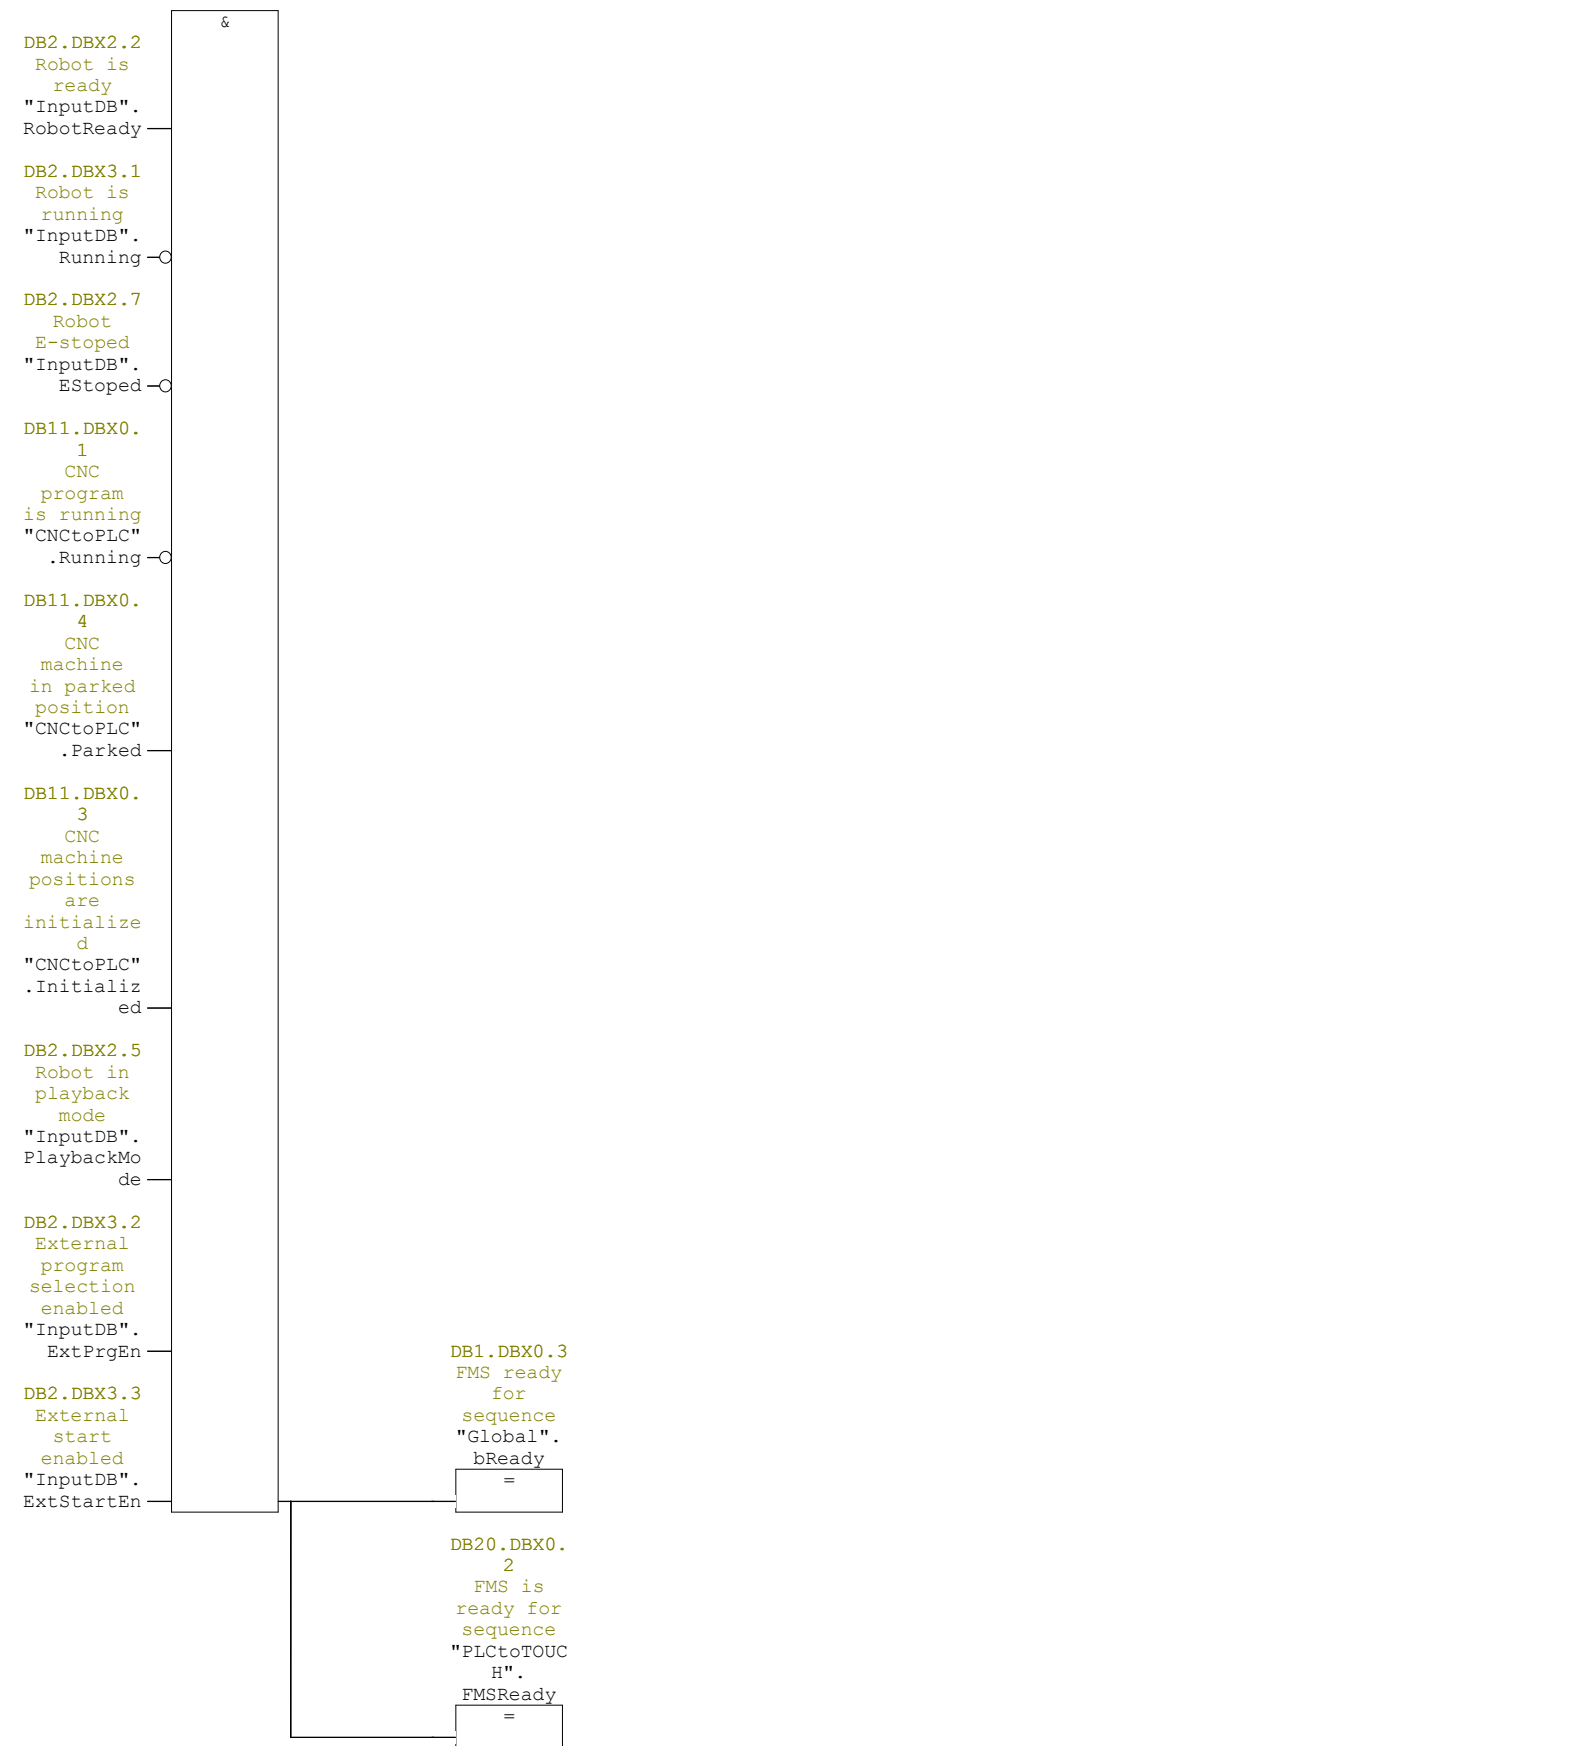 &
DB2.DBX2.2
Robot is
ready
"InputDB".
RobotReady
DB2.DBX3.1
Robot is
running
"InputDB".
Running
DB2.DBX2.7
Robot
E-stoped
"InputDB".
EStoped
DB11.DBX0.
1
CNC
program
is running
"CNCtoPLC"
.Running
DB11.DBX0.
4
CNC
machine
in parked
position
"CNCtoPLC"
.Parked
DB11.DBX0.
3
CNC
machine
positions
are
initialize
d
"CNCtoPLC"
.Initializ
ed
DB2.DBX2.5
Robot in
playback
mode
"InputDB".
PlaybackMo
de
DB2.DBX3.2
External
program
selection
enabled
"InputDB".
ExtPrgEn
DB2.DBX3.3
External
start
enabled
"InputDB".
ExtStartEn
DB1.DBX0.3
FMS ready
for
sequence
"Global".
bReady
=
DB20.DBX0.
2
FMS is
ready for
sequence
"PLCtoTOUC
H".
FMSReady
=